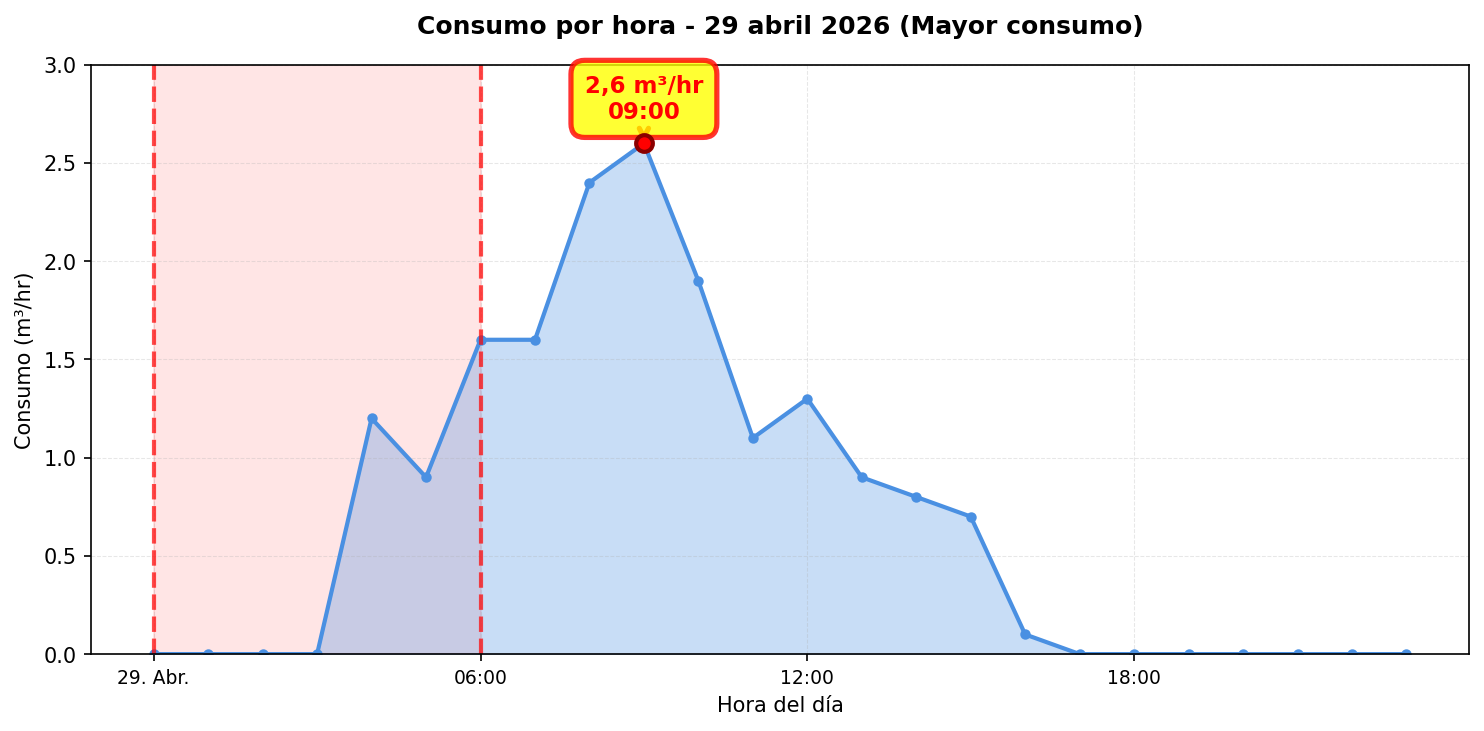 Consumo por hora - 29 abril 2026 (Mayor consumo)
2,6 m³/hr
09:00
Consumo (m³/hr)
3.0
2.5
2.0
1.5
1.0
0.5
0.0
29. Abr.
06:00
12:00
18:00
Hora del día